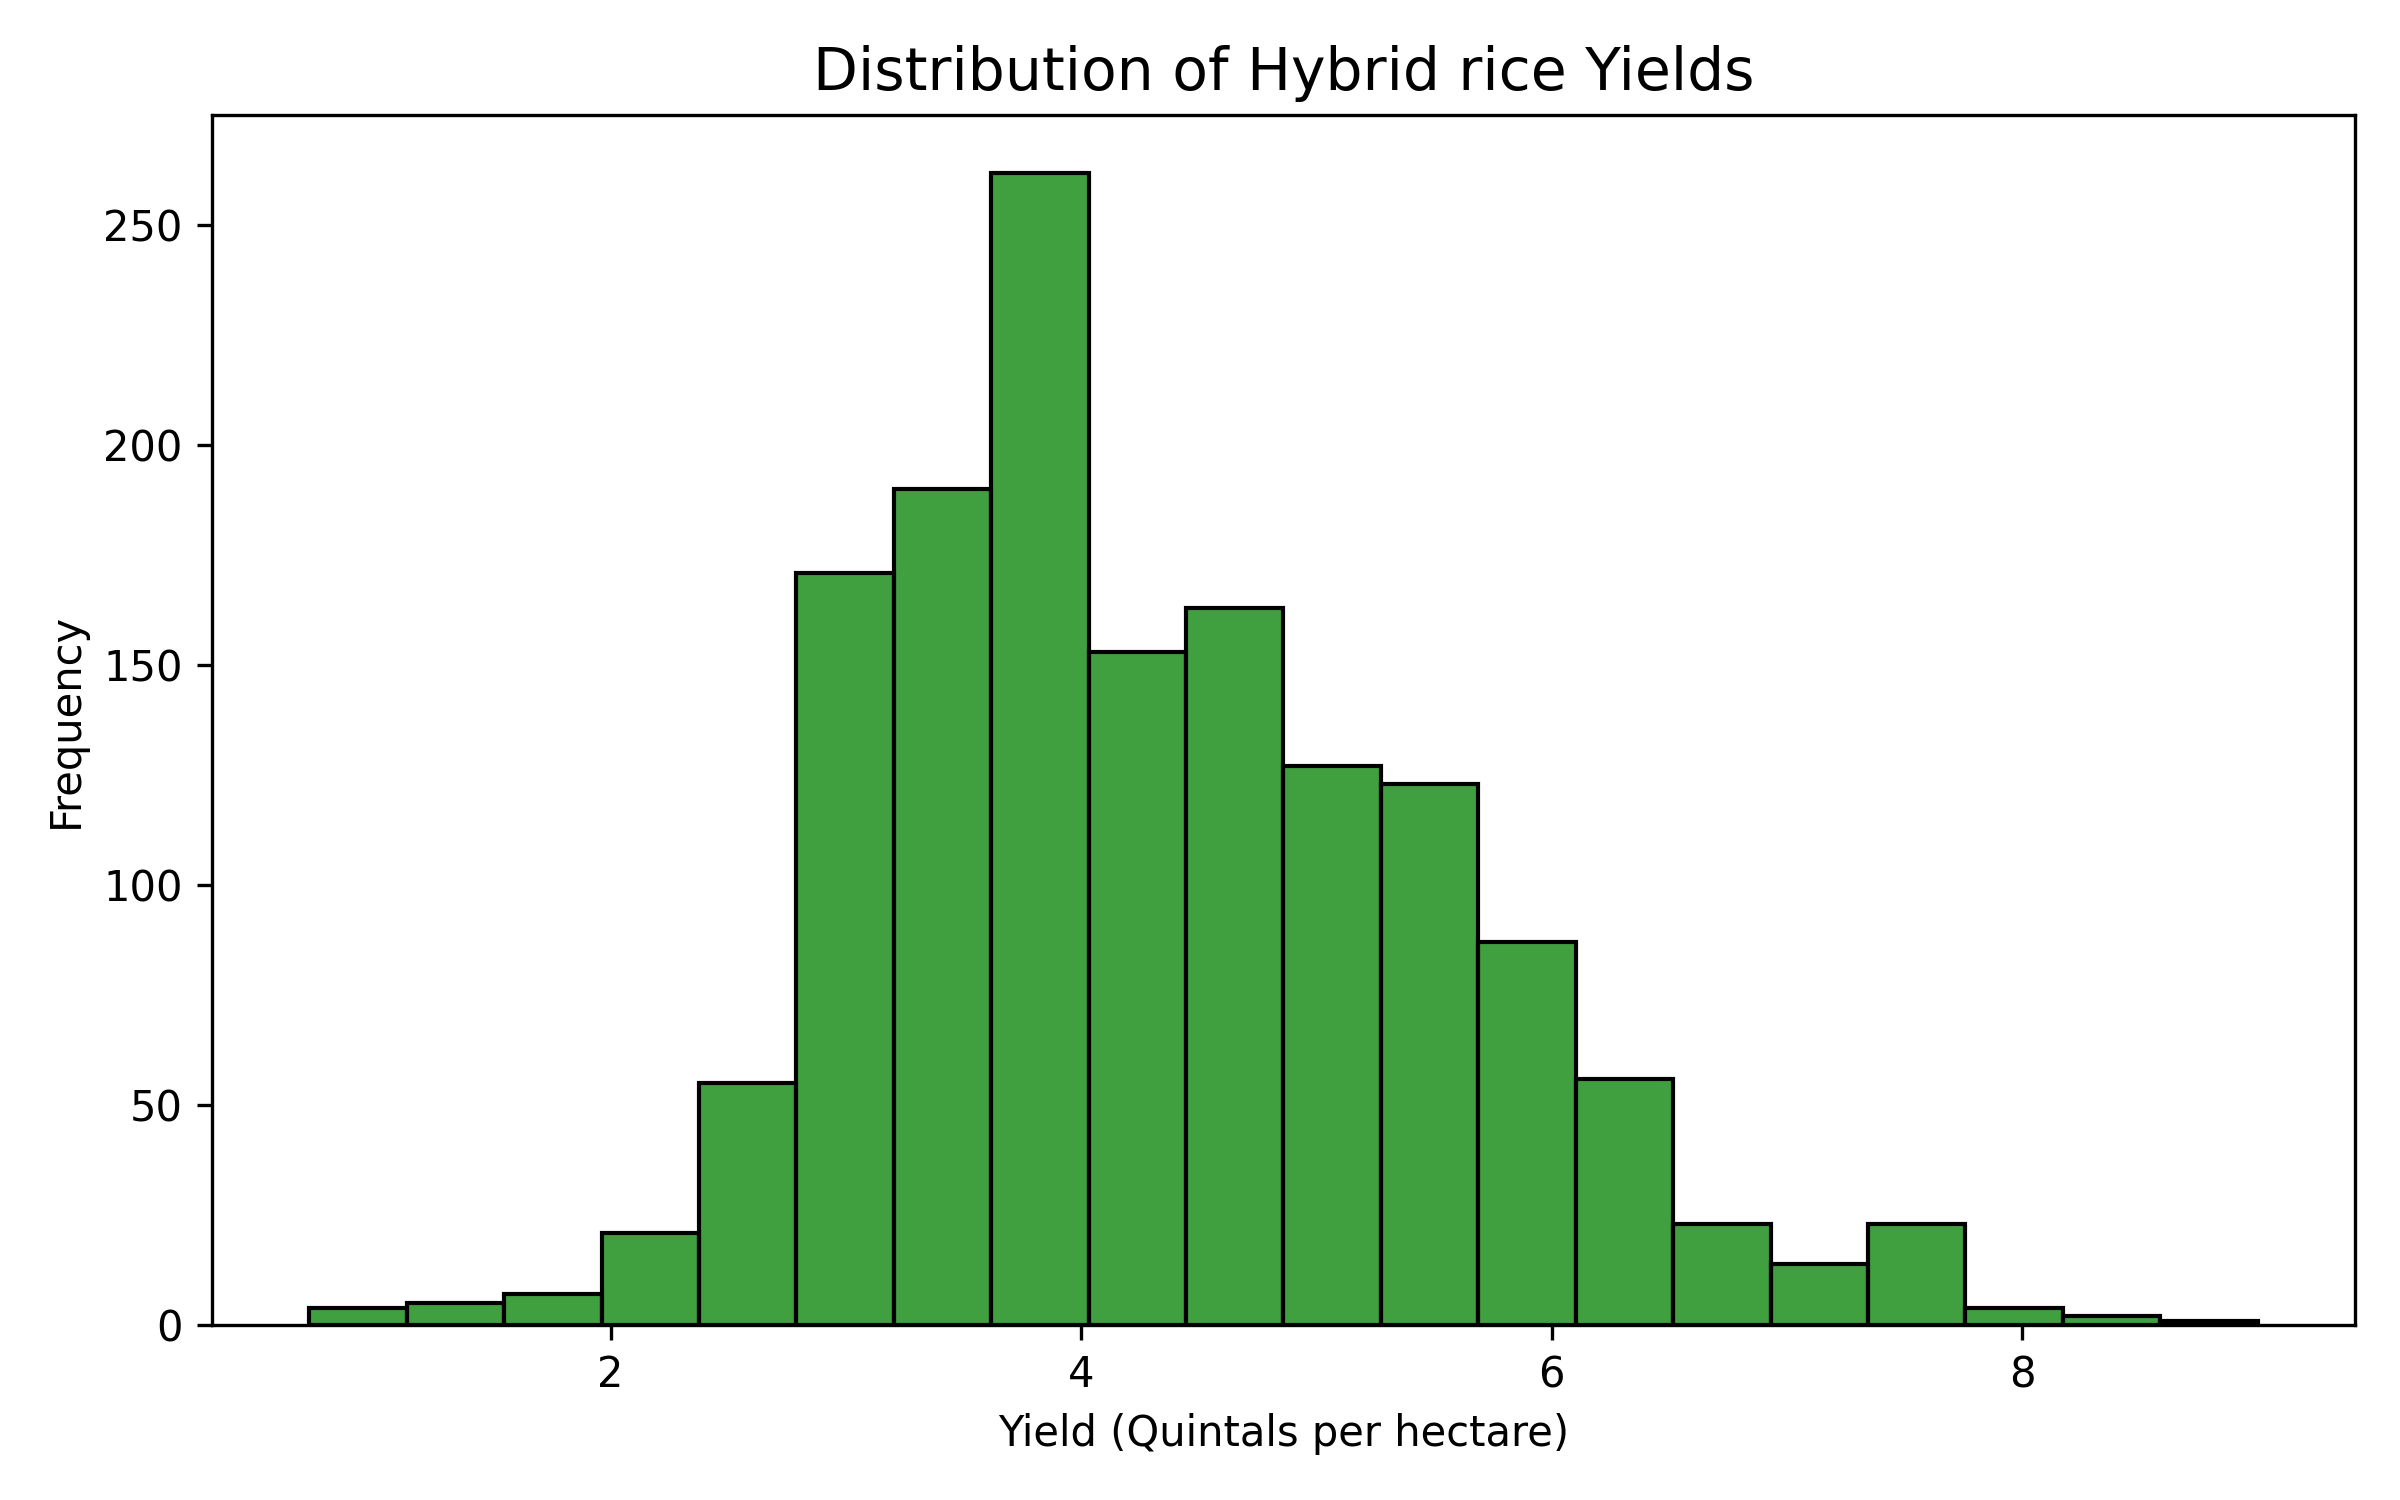 Distribution of Hybrid rice Yields
Frequency
250
200
150
100
50
0
2 4 6 8
Yield (Quintals per hectare)